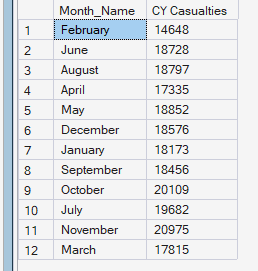 Month_Name CY Casualties
1 February 14648
2 June 18728
3 August 18797
4 April 17335
5 May 18852
6 December 18576
7 January 18173
8 September 18456
9 October 20109
10 July 19682
11 November 20975
12 March 17815